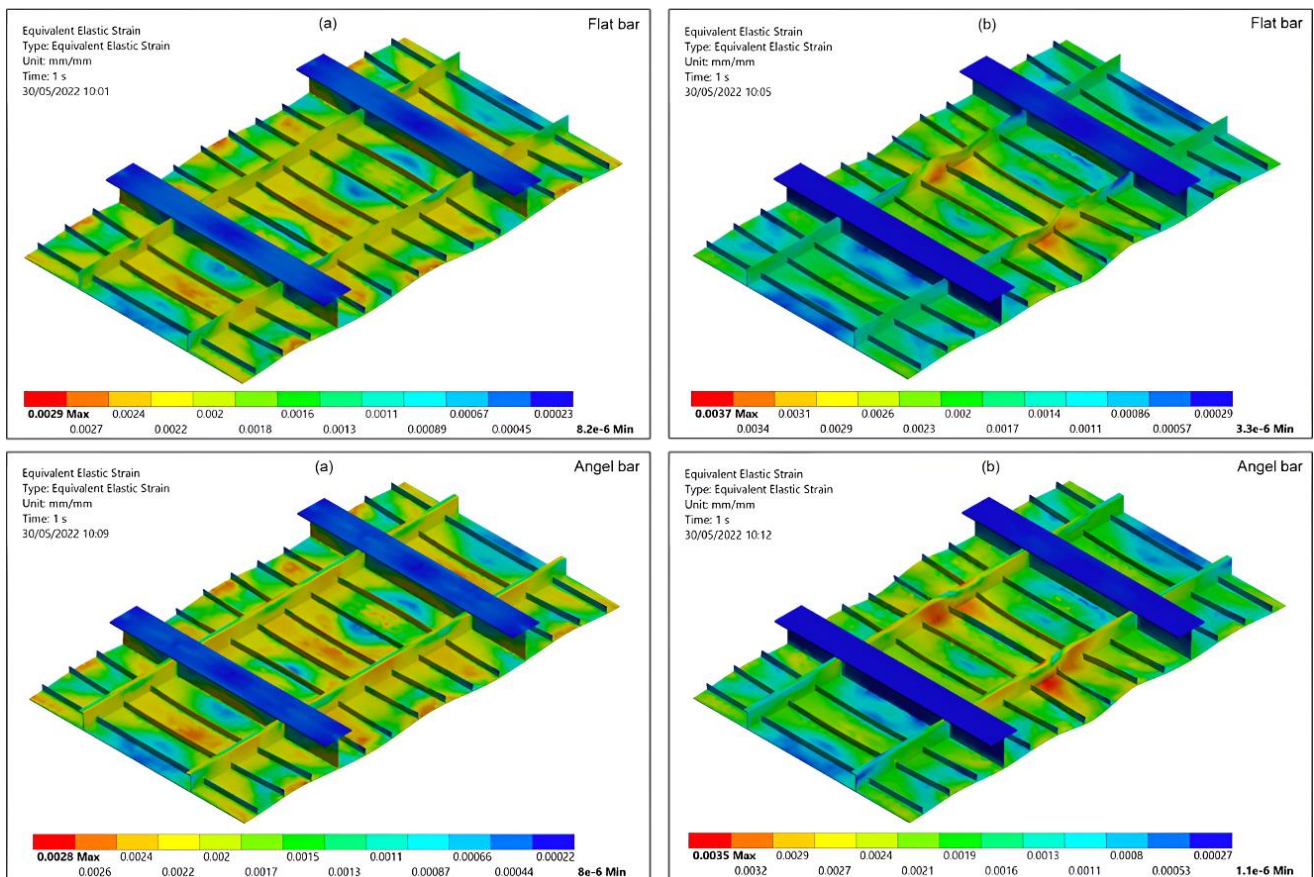 (a)
Flat bar
Equivalent Elastic Strain
Type: Equivalent Elastic Strain
Unit: mm/mm
Time: 1 s
30/05/2022 10:01
0.0029 Max 0.0024 0.002 0.0016 0.0011 0.00067 0.00023
0.0027 0.0022 0.0018 0.0013 0.00089 0.00045 8.2e-6 Min
(b)
Flat bar
Equivalent Elastic Strain
Type: Equivalent Elastic Strain
Unit: mm/mm
Time: 1 s
30/05/2022 10:05
0.0037 Max 0.0031 0.0026 0.002 0.0014 0.00086 0.00029
0.0034 0.0029 0.0023 0.0017 0.0011 0.00057 3.3e-6 Min
(a)
Angel bar
Equivalent Elastic Strain
Type: Equivalent Elastic Strain
Unit: mm/mm
Time: 1 s
30/05/2022 10:09
0.0028 Max 0.0024 0.002 0.0015 0.0011 0.00066 0.00022
0.0026 0.0022 0.0017 0.0013 0.00087 0.00044 8e-6 Min
(b)
Angel bar
Equivalent Elastic Strain
Type: Equivalent Elastic Strain
Unit: mm/mm
Time: 1 s
30/05/2022 10:12
0.0035 Max 0.0029 0.0024 0.0019 0.0013 0.0008 0.00027
0.0032 0.0027 0.0021 0.0016 0.0011 0.00053 1.1e-6 Min